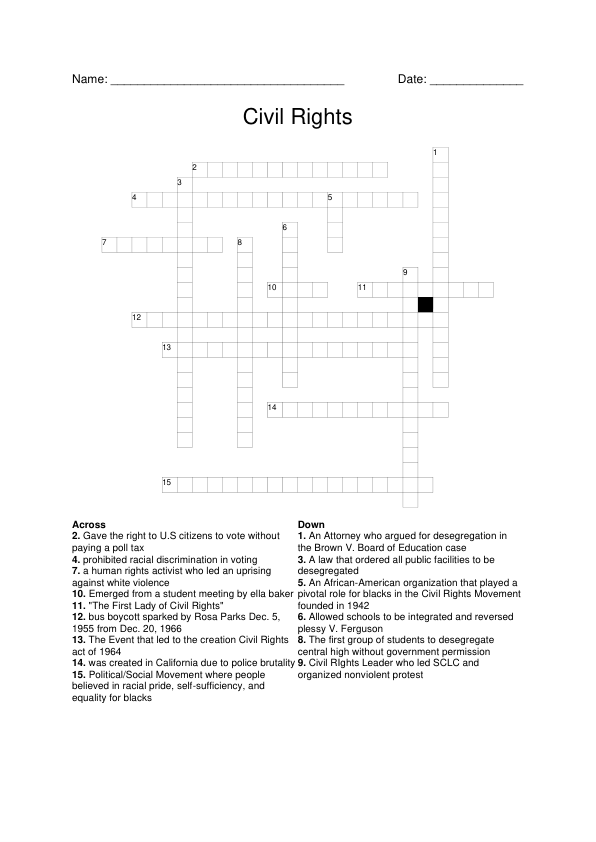 Name: ___________________________________ Date: ______________
Civil Rights
1
2
3
4 5
6
7 8
9
10 11
12
13
14
15
Across
2. Gave the right to U.S citizens to vote without
paying a poll tax
4. prohibited racial discrimination in voting
7. a human rights activist who led an uprising
against white violence
10. Emerged from a student meeting by ella baker
11. "The First Lady of Civil Rights"
12. bus boycott sparked by Rosa Parks Dec. 5,
1955 from Dec. 20, 1966
13. The Event that led to the creation Civil Rights
act of 1964
14. was created in California due to police brutality
15. Political/Social Movement where people
believed in racial pride, self-sufficiency, and
equality for blacks
Down
1. An Attorney who argued for desegregation in
the Brown V. Board of Education case
3. A law that ordered all public facilities to be
desegregated
5. An African-American organization that played a
pivotal role for blacks in the Civil Rights Movement
founded in 1942
6. Allowed schools to be integrated and reversed
plessy V. Ferguson
8. The first group of students to desegregate
central high without government permission
9. Civil RIghts Leader who led SCLC and
organized nonviolent protest